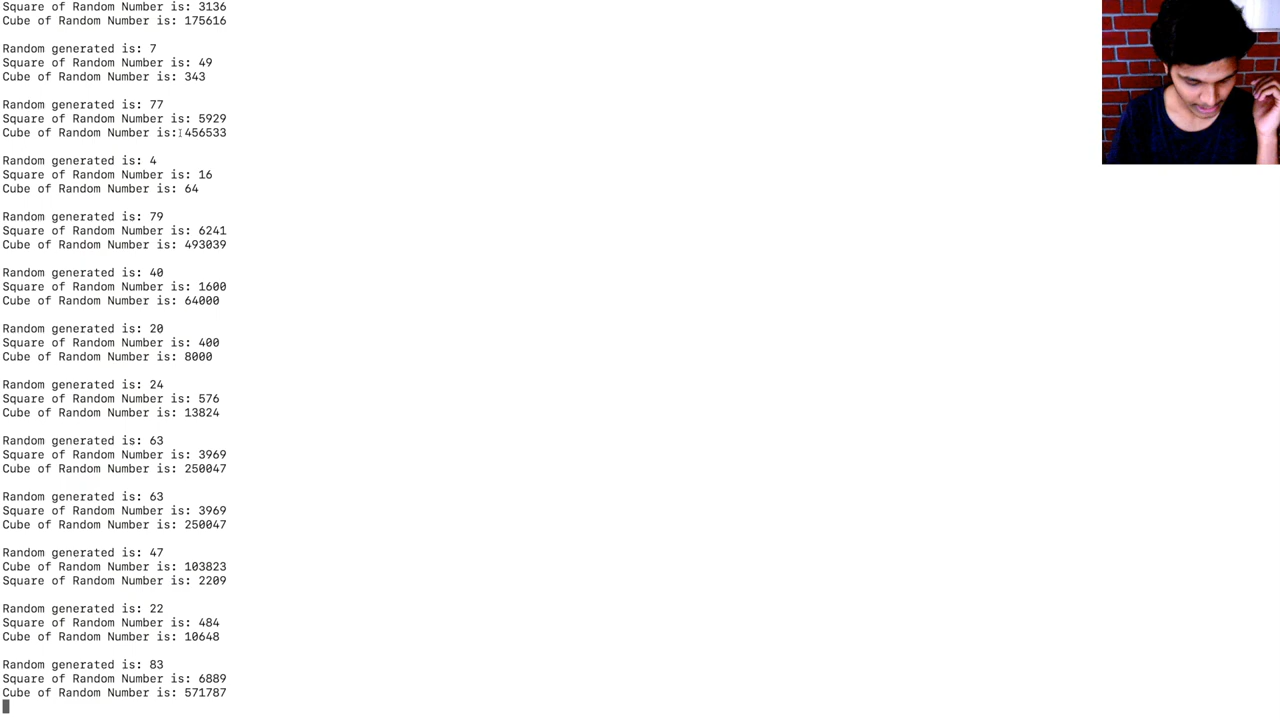 Square of Random Number is: 3136
Cube of Random Number is: 175616
Random generated is: 7
Square of Random Number is: 49
Cube of Random Number is: 343
Random generated is: 77
Square of Random Number is: 5929
Cube of Random Number is: 456533
Random generated is: 4
Square of Random Number is: 16
Cube of Random Number is: 64
Random generated is: 79
Square of Random Number is: 6241
Cube of Random Number is: 493039
Random generated is: 40
Square of Random Number is: 1600
Cube of Random Number is: 64000
Random generated is: 20
Square of Random Number is: 400
Cube of Random Number is: 8000
Random generated is: 24
Square of Random Number is: 576
Cube of Random Number is: 13824
Random generated is: 63
Square of Random Number is: 3969
Cube of Random Number is: 250047
Random generated is: 63
Square of Random Number is: 3969
Cube of Random Number is: 250047
Random generated is: 47
Cube of Random Number is: 103823
Square of Random Number is: 2209
Random generated is: 22
Square of Random Number is: 484
Cube of Random Number is: 10648
Random generated is: 83
Square of Random Number is: 6889
Cube of Random Number is: 571787